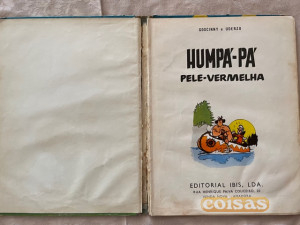 GOSCINNY e UDERZO
HUMPÁ-PÁ
PELE-VERMELHA
EDITORIAL IBIS, LDA.
coisas